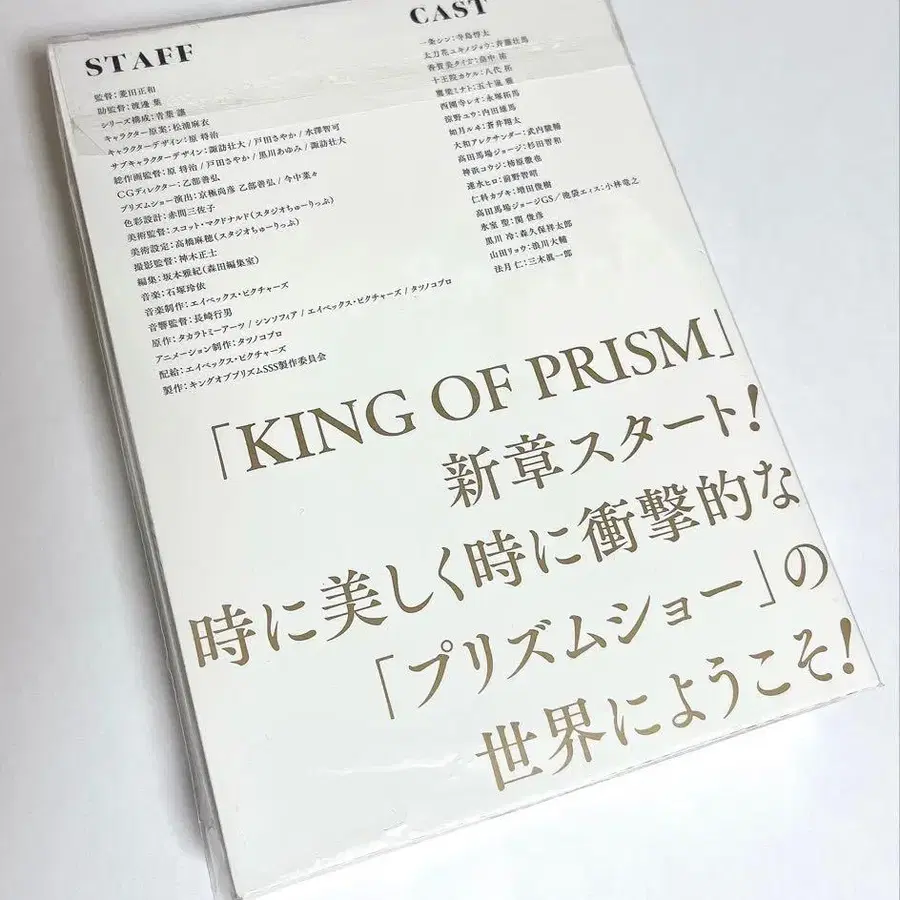 STAFF
監督：菱田正和
助監督：渡邊 葉
シリーズ構成：青葉 譲
キャラクター原案：松浦麻衣
キャラクターデザイン：原 将治
サブキャラクターデザイン：諏訪壮大 / 戸田さやか / 水澤智可
総作画監督：原 将治 / 戸田さやか / 黒川あゆみ / 諏訪壮大
CGディレクター：乙部善弘
プリズムショー演出：京極尚彦 乙部善弘 / 今中菜々
色彩設計：赤間三佐子
美術監督：スコット・マクドナルド(スタジオちゅーりっぷ)
美術設定：高橋麻穂(スタジオちゅーりっぷ)
撮影監督：神木正士
編集：坂本雅紀(森田編集室)
音楽：石塚玲依
音楽制作：エイベックス・ピクチャーズ
音響監督：長崎行男
原作：タカラトミーアーツ / シンソフィア / エイベックス・ピクチャーズ / タツノコプロ
アニメーション制作：タツノコプロ
配給：エイベックス・ピクチャーズ
製作：キングオブプリズムSSS製作委員会
CAST
一条シン：寺島惇太
太刀花ユキノジョウ：斉藤壮馬
香賀美タイガ：畠中 祐
十王院カケル：八代 拓
鷹梁ミナト：五十嵐 雅
西園寺レオ：永塚拓馬
涼野ユウ：内田雄馬
如月ルヰ：蒼井翔太
大和アレクサンダー：武内駿輔
高田馬場ジョージ：杉田智和
神浜コウジ：柿原徹也
速水ヒロ：前野智昭
仁科カヅキ：増田俊樹
高田馬場ジョージGS / 池袋エィス：小林竜之
氷室 聖：関 俊彦
黒川 冷：森久保祥太郎
山田リョウ：浪川大輔
法月 仁：三木眞一郎
「KING OF PRISM」
新章スタート!
時に美しく時に衝撃的な
「プリズムショー」の
世界にようこそ!